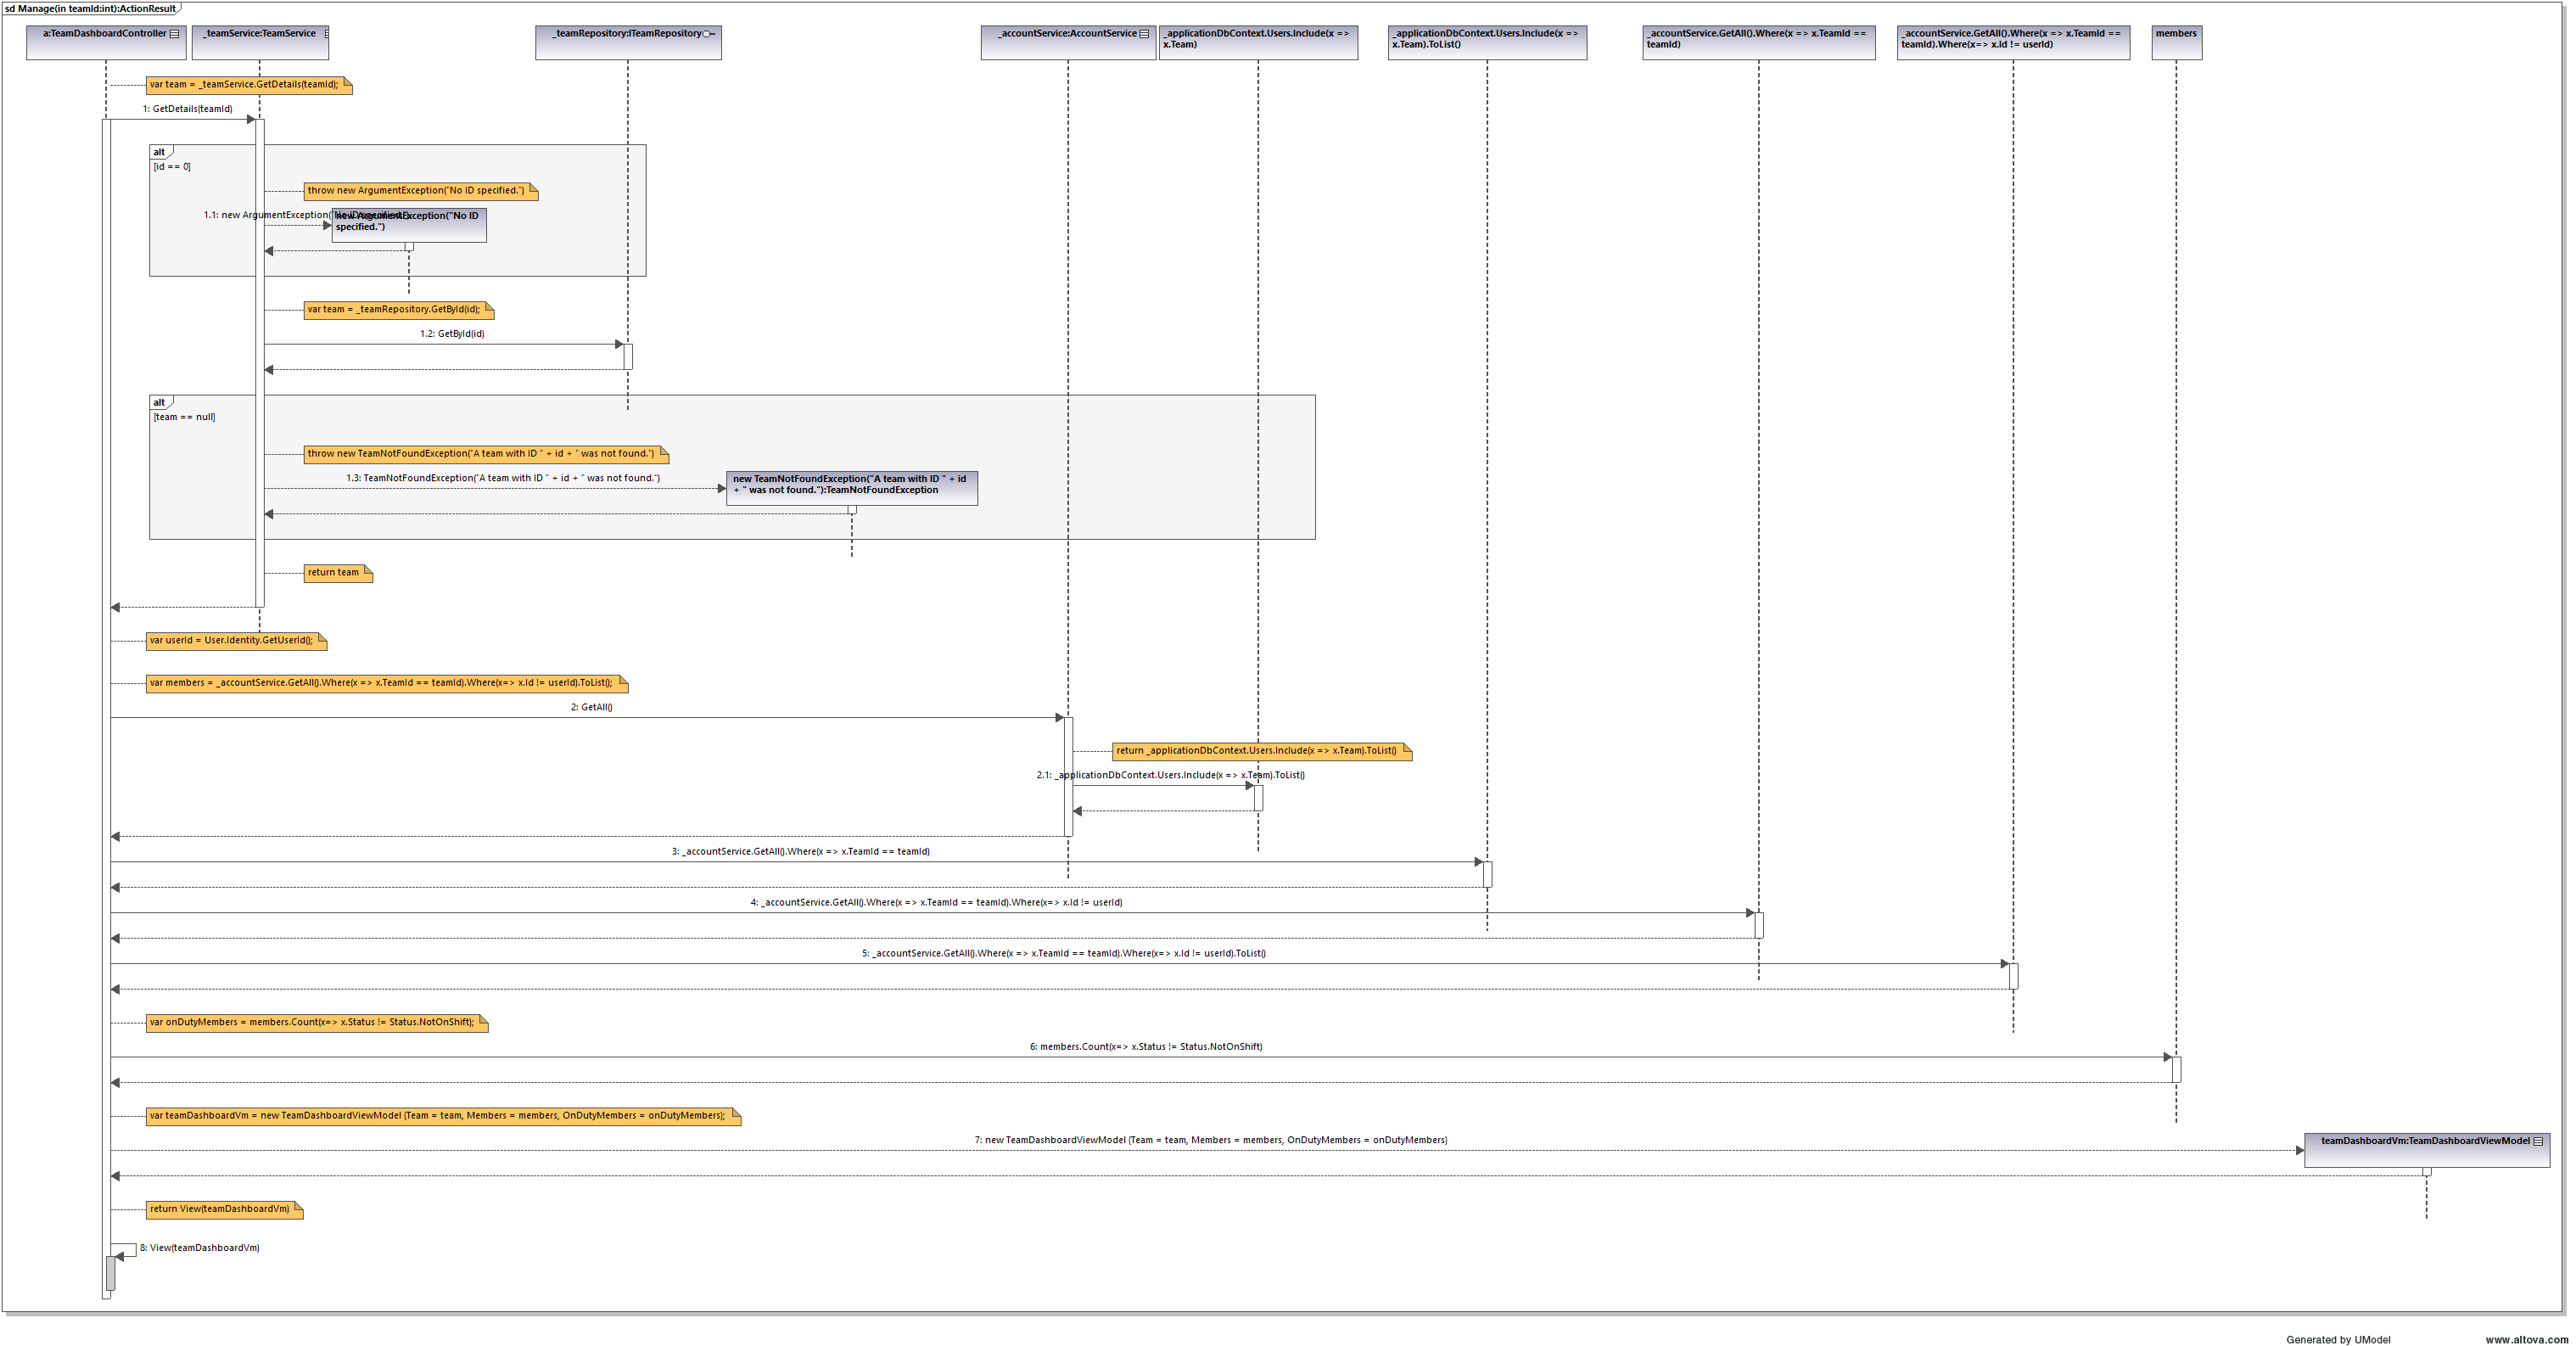 sd Manage(in teamId:int):ActionResult
a:TeamDashboardController
_teamService:TeamService
_teamRepository:ITeamRepository
_accountService:AccountService
_applicationDbContext.Users.Include(x =>
x.Team)
_applicationDbContext.Users.Include(x =>
x.Team).ToList()
_accountService.GetAll().Where(x => x.TeamId ==
teamId)
_accountService.GetAll().Where(x => x.TeamId ==
teamId).Where(x=> x.Id != userId)
members
var team = _teamService.GetDetails(teamId);
1: GetDetails(teamId)
alt
[id == 0]
throw new ArgumentException("No ID specified.")
1.1: new ArgumentException("No ID specified.")
new ArgumentException("No ID
specified.")
var team = _teamRepository.GetById(id);
1.2: GetById(id)
alt
[team == null]
throw new TeamNotFoundException("A team with ID " + id + " was not found.")
1.3: TeamNotFoundException("A team with ID " + id + " was not found.")
new TeamNotFoundException("A team with ID " + id
+ " was not found."):TeamNotFoundException
return team
var userId = User.Identity.GetUserId();
var members = _accountService.GetAll().Where(x => x.TeamId == teamId).Where(x=> x.Id != userId).ToList();
2: GetAll()
return _applicationDbContext.Users.Include(x => x.Team).ToList()
2.1: _applicationDbContext.Users.Include(x => x.Team).ToList()
3: _accountService.GetAll().Where(x => x.TeamId == teamId)
4: _accountService.GetAll().Where(x => x.TeamId == teamId).Where(x=> x.Id != userId)
5: _accountService.GetAll().Where(x => x.TeamId == teamId).Where(x=> x.Id != userId).ToList()
var onDutyMembers = members.Count(x=> x.Status != Status.NotOnShift);
6: members.Count(x=> x.Status != Status.NotOnShift)
var teamDashboardVm = new TeamDashboardViewModel {Team = team, Members = members, OnDutyMembers = onDutyMembers};
7: new TeamDashboardViewModel {Team = team, Members = members, OnDutyMembers = onDutyMembers}
teamDashboardVm:TeamDashboardViewModel
return View(teamDashboardVm)
8: View(teamDashboardVm)
Generated by UModel
www.altova.com